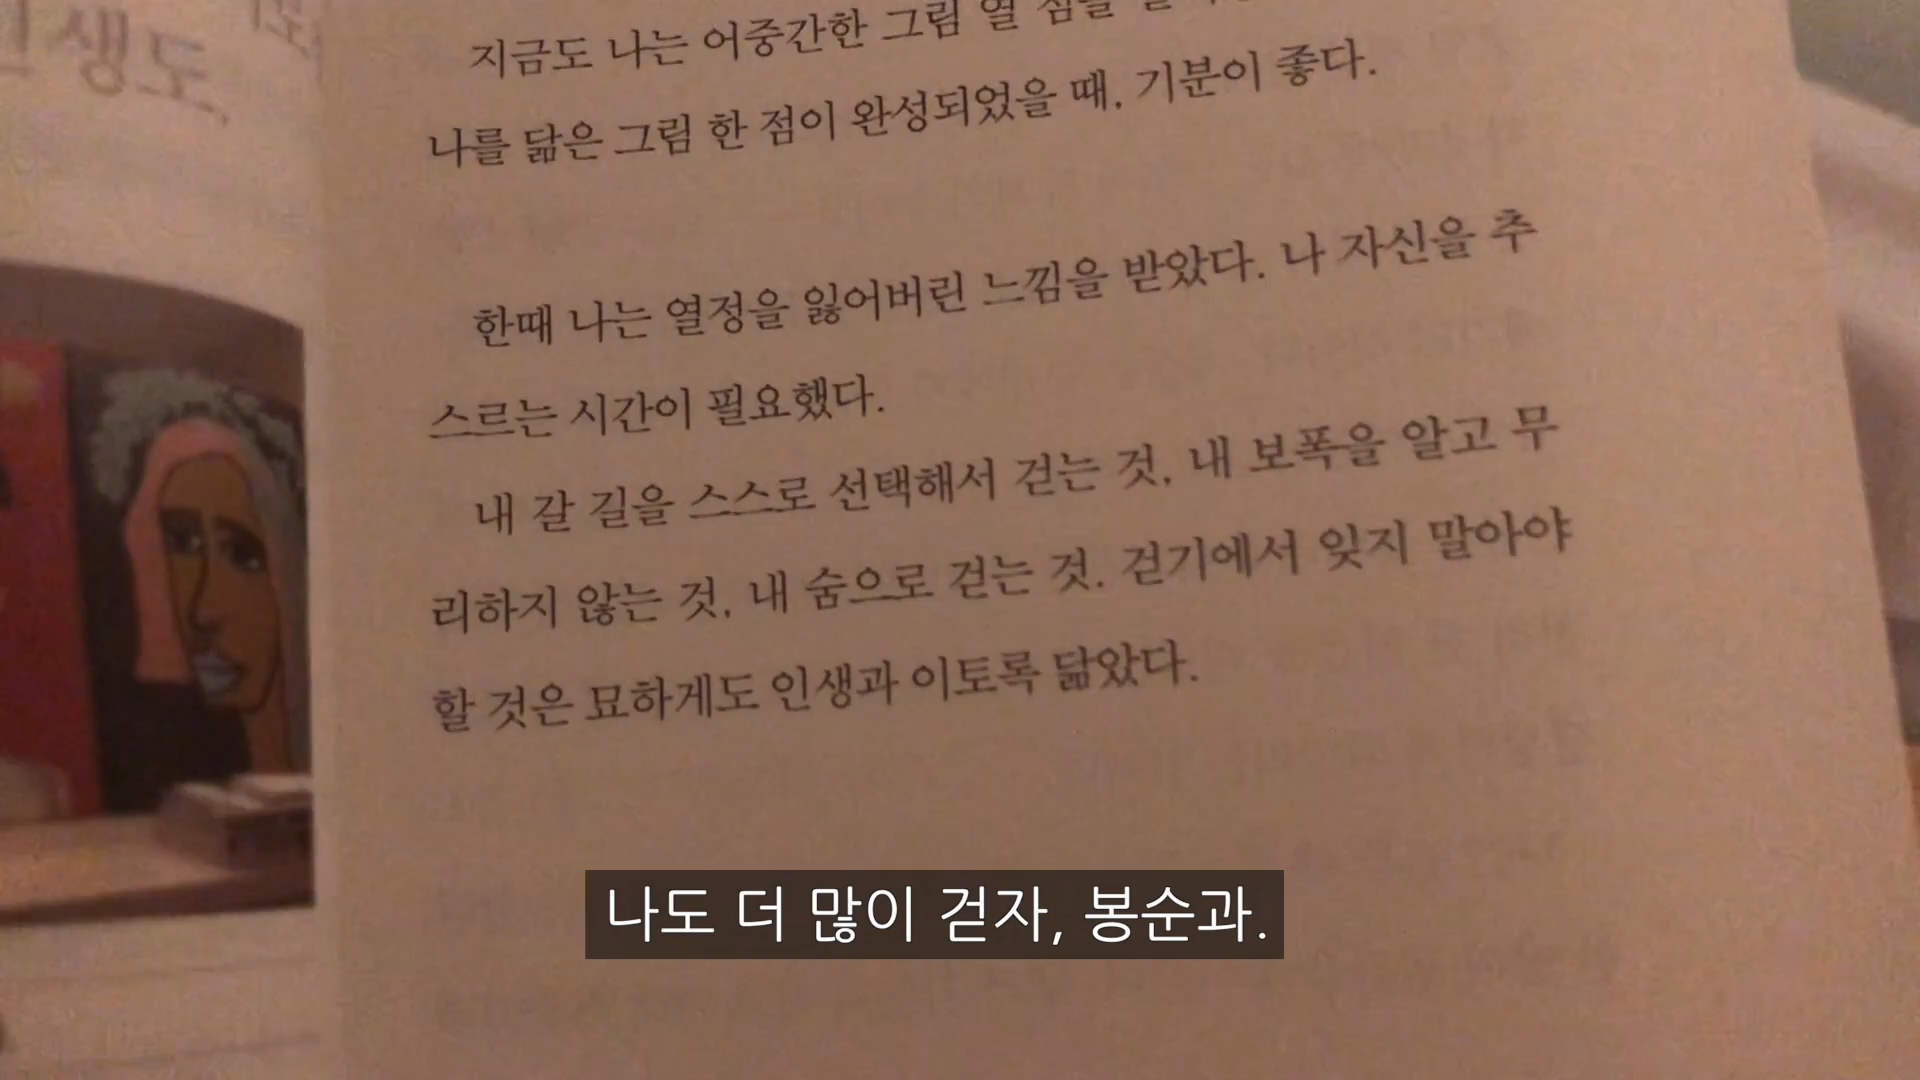 인생도,
지금도 나는 어중간한 그림 열 점을
나를 닮은 그림 한 점이 완성되었을 때, 기분이 좋다.
한때 나는 열정을 잃어버린 느낌을 받았다. 나 자신을 추
스르는 시간이 필요했다.
내 갈 길을 스스로 선택해서 걷는 것, 내 보폭을 알고 무
리하지 않는 것, 내 숨으로 걷는 것. 걷기에서 잊지 말아야
할 것은 묘하게도 인생과 이토록 닮았다.
나도 더 많이 걷자, 봉순과.